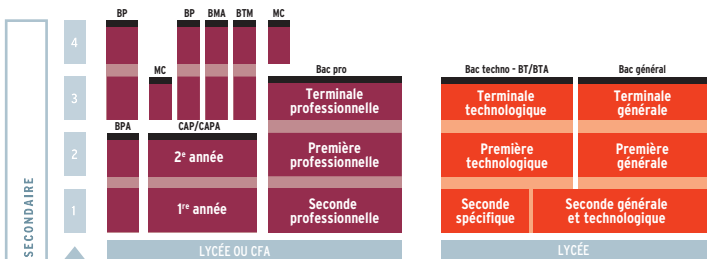 BP
BP
BMA
BTM
MC
4
MC
Bac pro
Bac techno - BT/BTA
Bac général
3
Terminale
professionnelle
Terminale
technologique
Terminale
générale
BPA
CAP/CAPA
2
2e année
Première
professionnelle
Première
technologique
Première
générale
1
1re année
Seconde
professionnelle
Seconde
spécifique
Seconde générale
et technologique
SECONDAIRE
LYCÉE OU CFA
LYCÉE